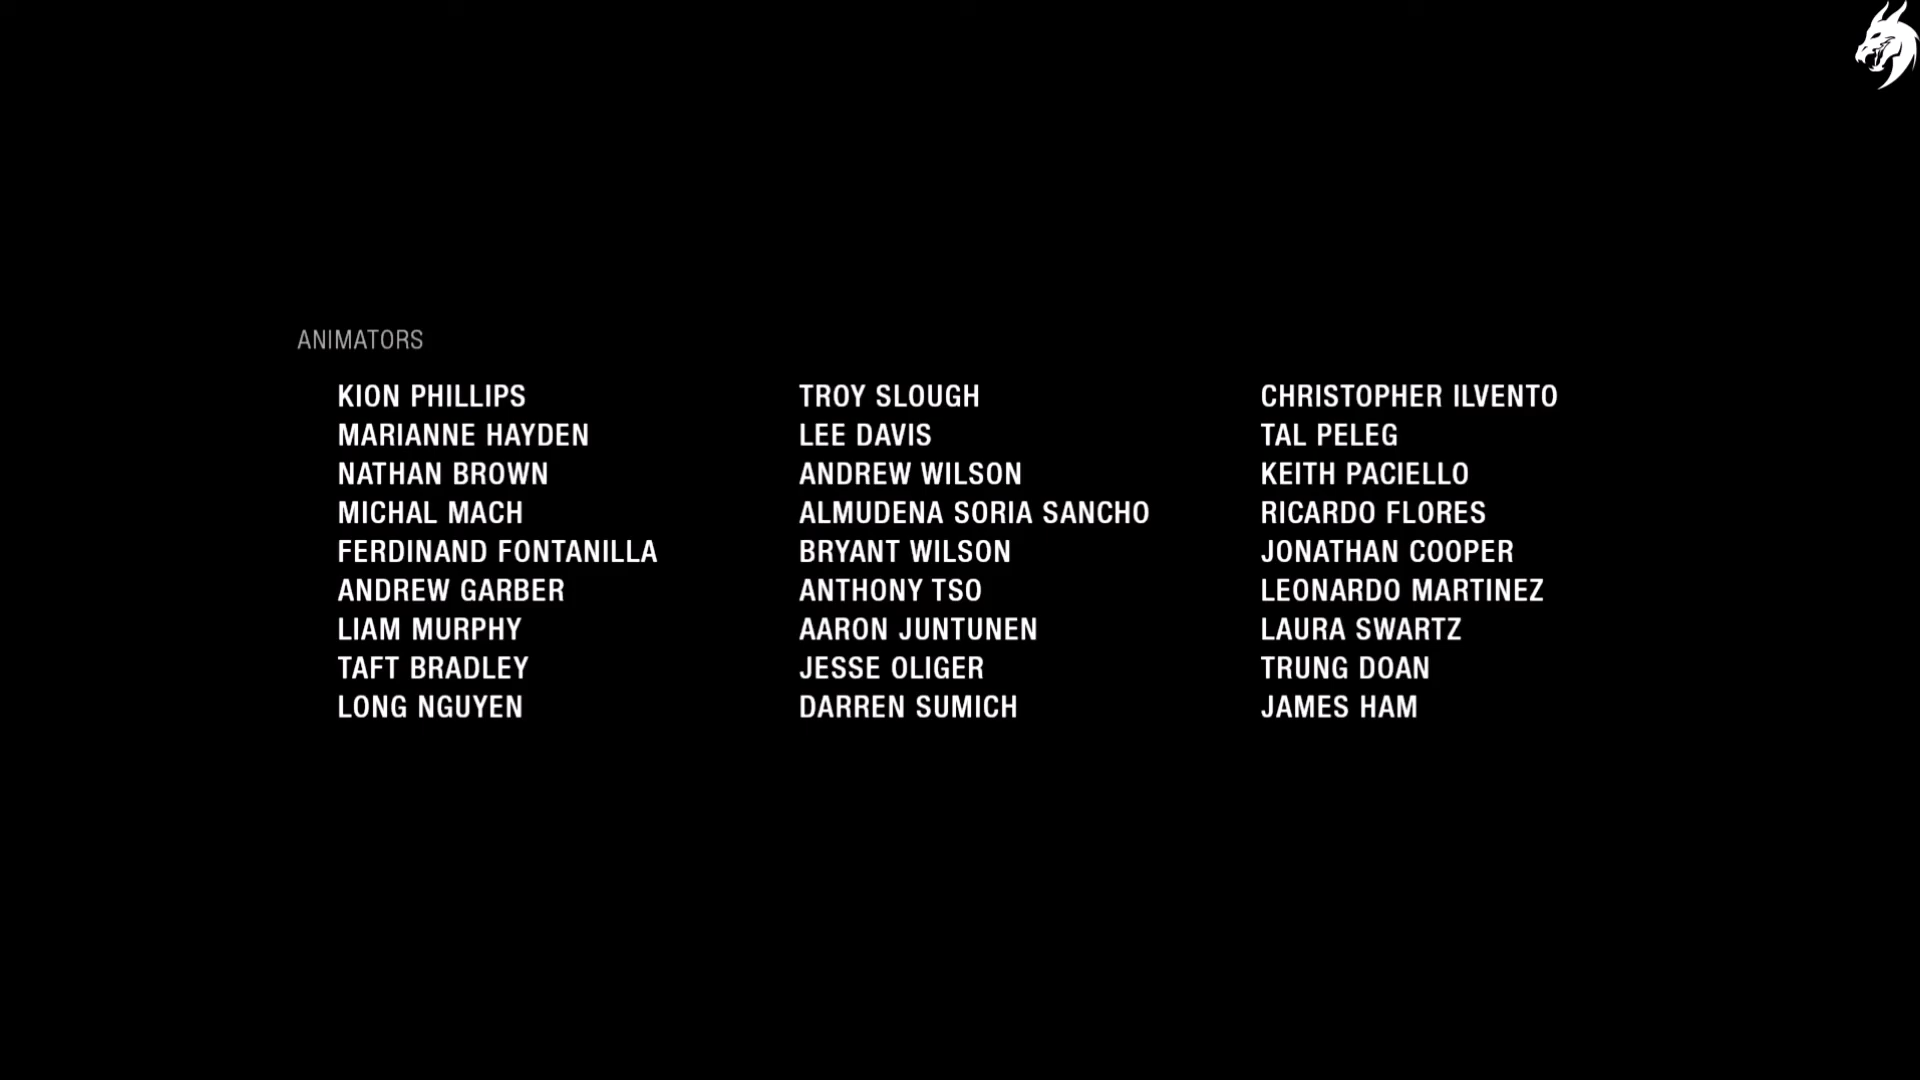 ANIMATORS
KION PHILLIPS
MARIANNE HAYDEN
NATHAN BROWN
MICHAL MACH
FERDINAND FONTANILLA
ANDREW GARBER
LIAM MURPHY
TAFT BRADLEY
LONG NGUYEN
TROY SLOUGH
LEE DAVIS
ANDREW WILSON
ALMUDENA SORIA SANCHO
BRYANT WILSON
ANTHONY TSO
AARON JUNTUNEN
JESSE OLIGER
DARREN SUMICH
CHRISTOPHER ILVENTO
TAL PELEG
KEITH PACIELLO
RICARDO FLORES
JONATHAN COOPER
LEONARDO MARTINEZ
LAURA SWARTZ
TRUNG DOAN
JAMES HAM